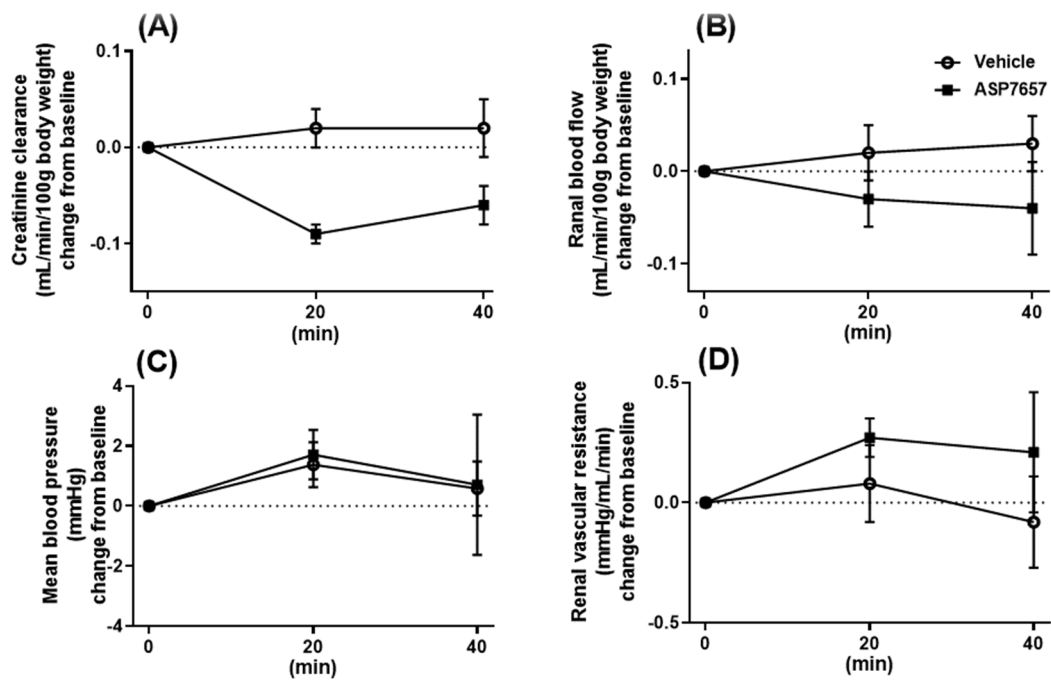 (A)
Creatinine clearance
(mL/min/100g body weight)
change from baseline
0.1
0.0
-0.1
0
20
40
(min)
(B)
Ranal blood flow
(mL/min/100g body weight)
change from baseline
0.1
0.0
-0.1
0
20
40
(min)
Vehicle
ASP7657
(C)
Mean blood pressure
(mmHg)
change from baseline
4
2
0
-2
-4
0
20
40
(min)
(D)
Renal vascular resistance
(mmHg/mL/min)
change from baseline
0.5
0.0
-0.5
0
20
40
(min)